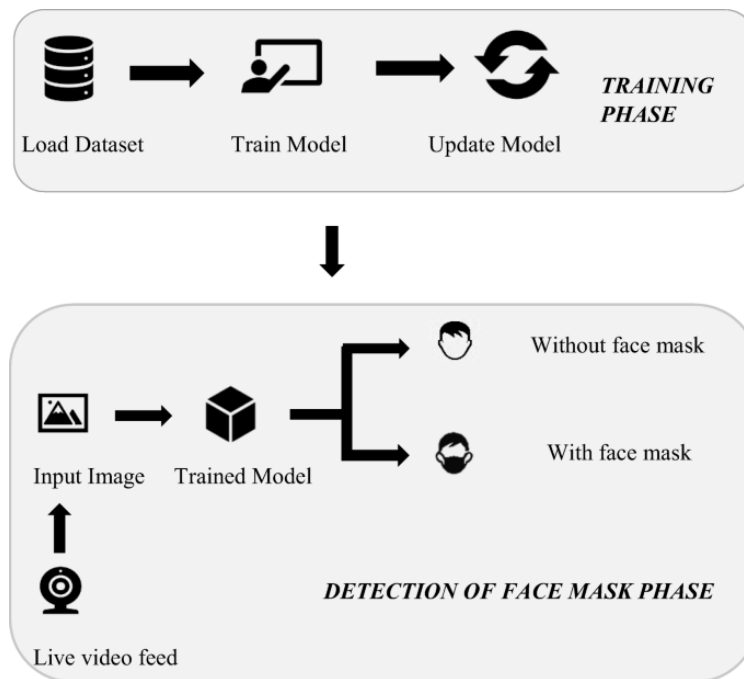 TRAINING
PHASE
Load Dataset
Train Model
Update Model
Without face mask
With face mask
Input Image
Trained Model
DETECTION OF FACE MASK PHASE
Live video feed